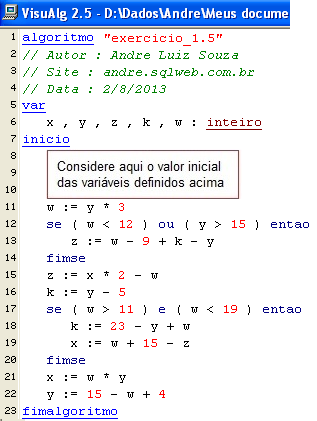 VisuAlg 2.5 - D:\Dados\Andre\Meus docume
1 algoritmo "exercicio_1.5"
2 // Autor : Andre Luiz Souza
3 // Site : andre.sqlweb.com.br
4 // Data : 2/8/2013
5 var
6 x , y , z , k , w : inteiro
7 inicio
8 Considere aqui o valor inicial
9 das variáveis definidos acima
10
11 w := y * 3
12 se ( w < 12 ) ou ( y > 15 ) entao
13 z := w - 9 + k - y
14 fimse
15 z := x * 2 - w
16 k := y - 5
17 se ( w > 11 ) e ( w < 19 ) entao
18 k := 23 - y + w
19 x := w + 15 - z
20 fimse
21 x := w * y
22 y := 15 - w + 4
23 fimalgoritmo